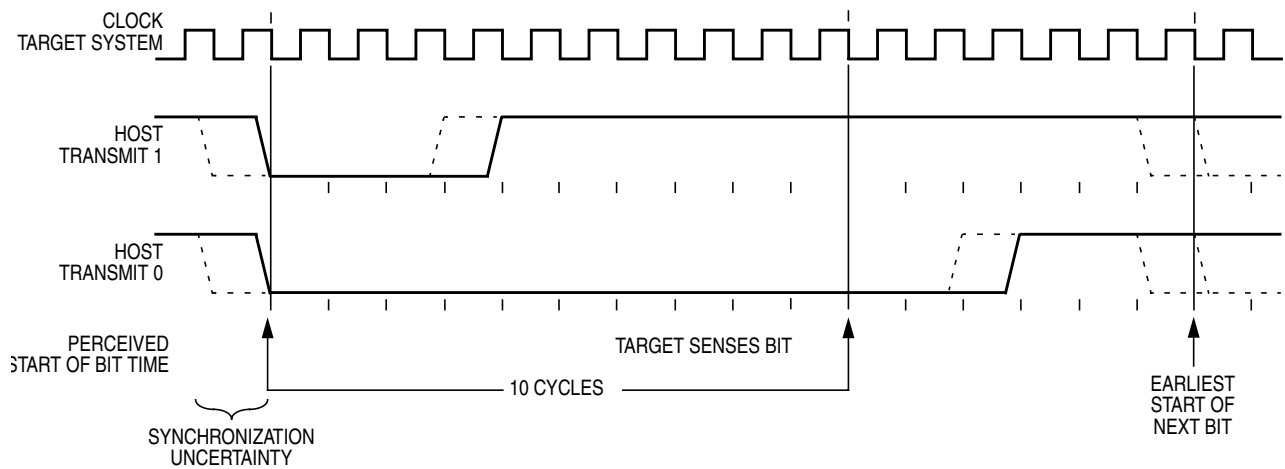 CLOCK
TARGET SYSTEM
HOST
TRANSMIT 1
HOST
TRANSMIT 0
PERCEIVED
START OF BIT TIME
TARGET SENSES BIT
10 CYCLES
EARLIEST
START OF
NEXT BIT
SYNCHRONIZATION
UNCERTAINTY